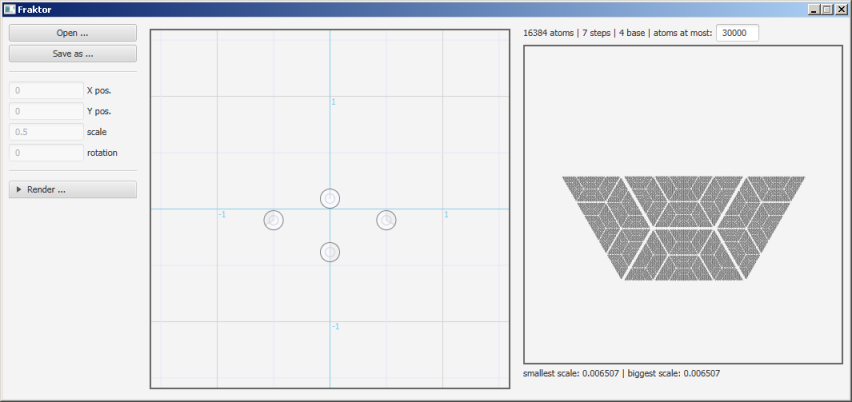 Fraktor
Open ...
Save as ...
0 X pos.
0 Y pos.
0.5 scale
0 rotation
Render ...
1
-1
1
-1
16384 atoms | 7 steps | 4 base | atoms at most: 30000
smallest scale: 0.006507 | biggest scale: 0.006507